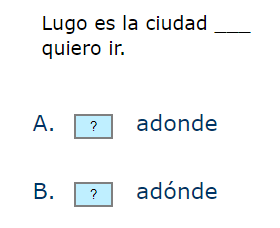 Lugo es la ciudad ___
quiero ir.
A. ? adonde
B. ? adónde